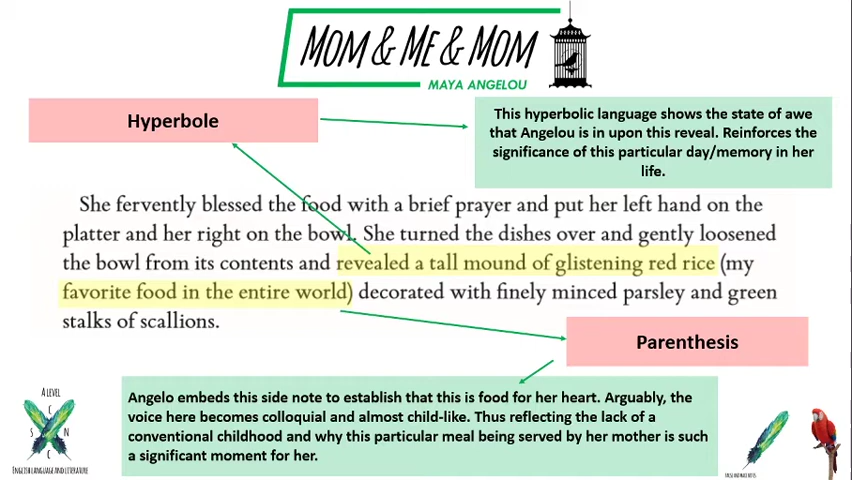 MOM & ME & MOM
MAYA ANGELOU
Hyperbole
This hyperbolic language shows the state of awe
that Angelou is in upon this reveal. Reinforces the
significance of this particular day/memory in her
life.
She fervently blessed the food with a brief prayer and put her left hand on the
platter and her right on the bowl. She turned the dishes over and gently loosened
the bowl from its contents and revealed a tall mound of glistening red rice (my
favorite food in the entire world) decorated with finely minced parsley and green
stalks of scallions.
Parenthesis
Angelo embeds this side note to establish that this is food for her heart. Arguably, the
voice here becomes colloquial and almost child-like. Thus reflecting the lack of a
conventional childhood and why this particular meal being served by her mother is such
a significant moment for her.
A LEVEL
C
S N
C
ENGLISH LANGUAGE AND LITERATURE